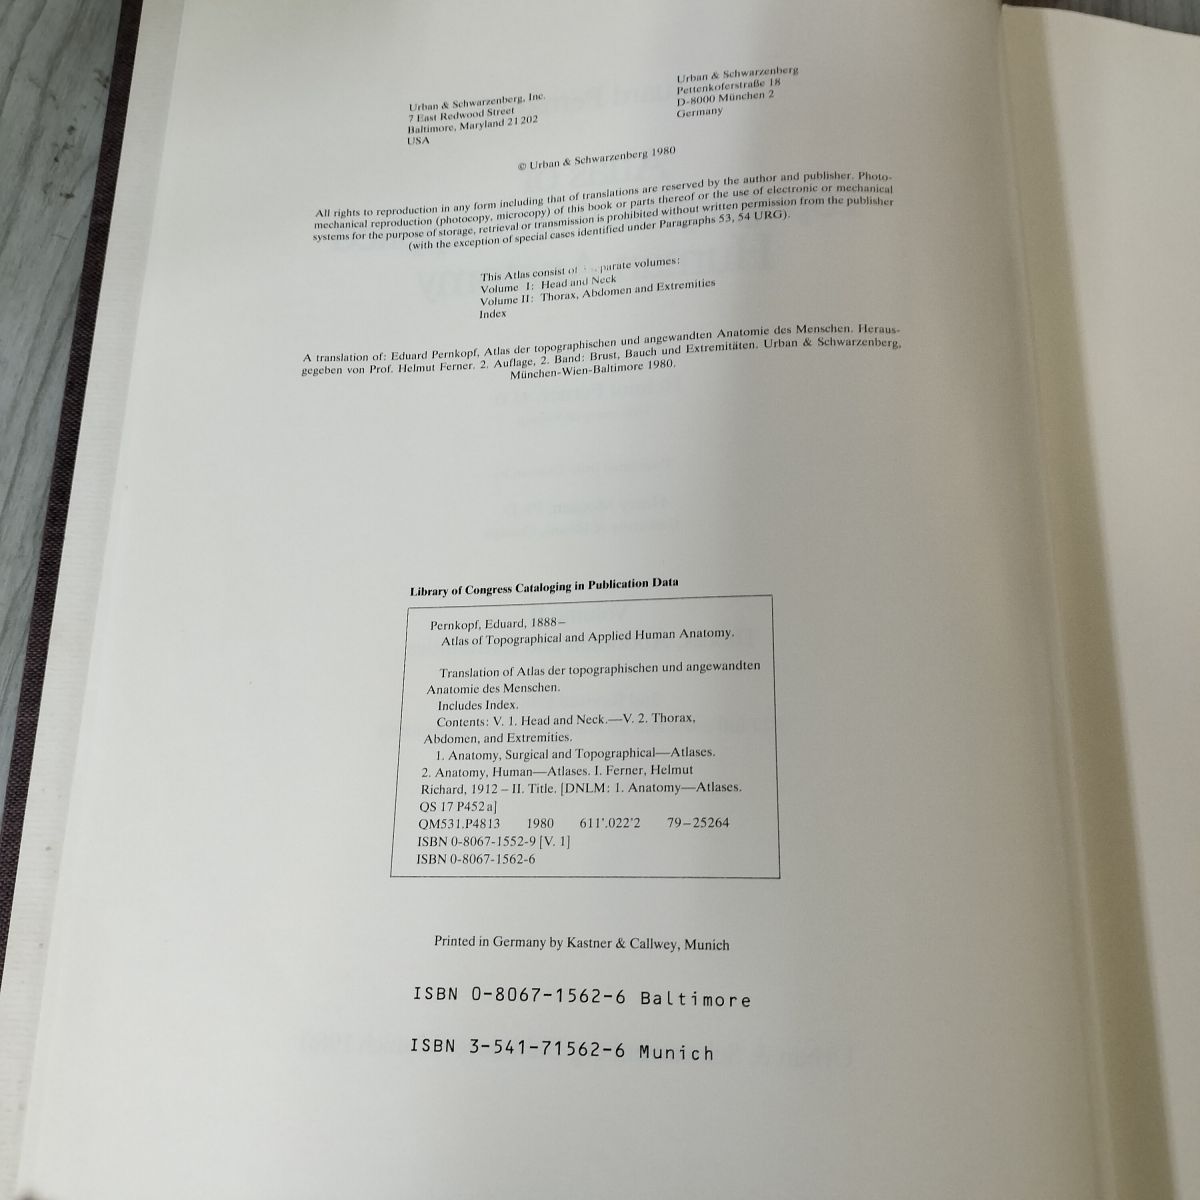 Urban & Schwarzenberg, Inc.
7 East Redwood Street
Baltimore, Maryland 21 202
USA
Urban & Schwarzenberg
Pettenkoferstraße 18
D-8000 München 2
Germany
© Urban & Schwarzenberg 1980
All rights to reproduction in any form including that of translations are reserved by the author and publisher. Photo-
mechanical reproduction (photocopy, microcopy) of this book or parts thereof or the use of electronic or mechanical
systems for the purpose of storage, retrieval or transmission is prohibited without written permission from the publisher
(with the exception of special cases identified under Paragraphs 53, 54 URG).
This Atlas consist of parate volumes:
Volume I: Head and Neck
Volume II: Thorax, Abdomen and Extremities
Index
A translation of: Eduard Pernkopf, Atlas der topographischen und angewandten Anatomie des Menschen. Heraus-
gegeben von Prof. Helmut Ferner. 2. Auflage, 2. Band: Brust, Bauch und Extremitäten. Urban & Schwarzenberg,
München-Wien-Baltimore 1980.
Library of Congress Cataloging in Publication Data
Pernkopf, Eduard, 1888–
Atlas of Topographical and Applied Human Anatomy.
Translation of Atlas der topographischen und angewandten
Anatomie des Menschen.
Includes Index.
Contents: V. 1. Head and Neck.—V. 2. Thorax,
Abdomen, and Extremities.
1. Anatomy, Surgical and Topographical—Atlases.
2. Anatomy, Human—Atlases. I. Ferner, Helmut
Richard, 1912 – II. Title. [DNLM: 1. Anatomy—Atlases.
QS 17 P452 a]
QM531.P4813 1980 611'.022'2 79–25264
ISBN 0-8067-1552-9 [V. 1]
ISBN 0-8067-1562-6
Printed in Germany by Kastner & Callwey, Munich
ISBN 0-8067-1562-6 Baltimore
ISBN 3-541-71562-6 Munich